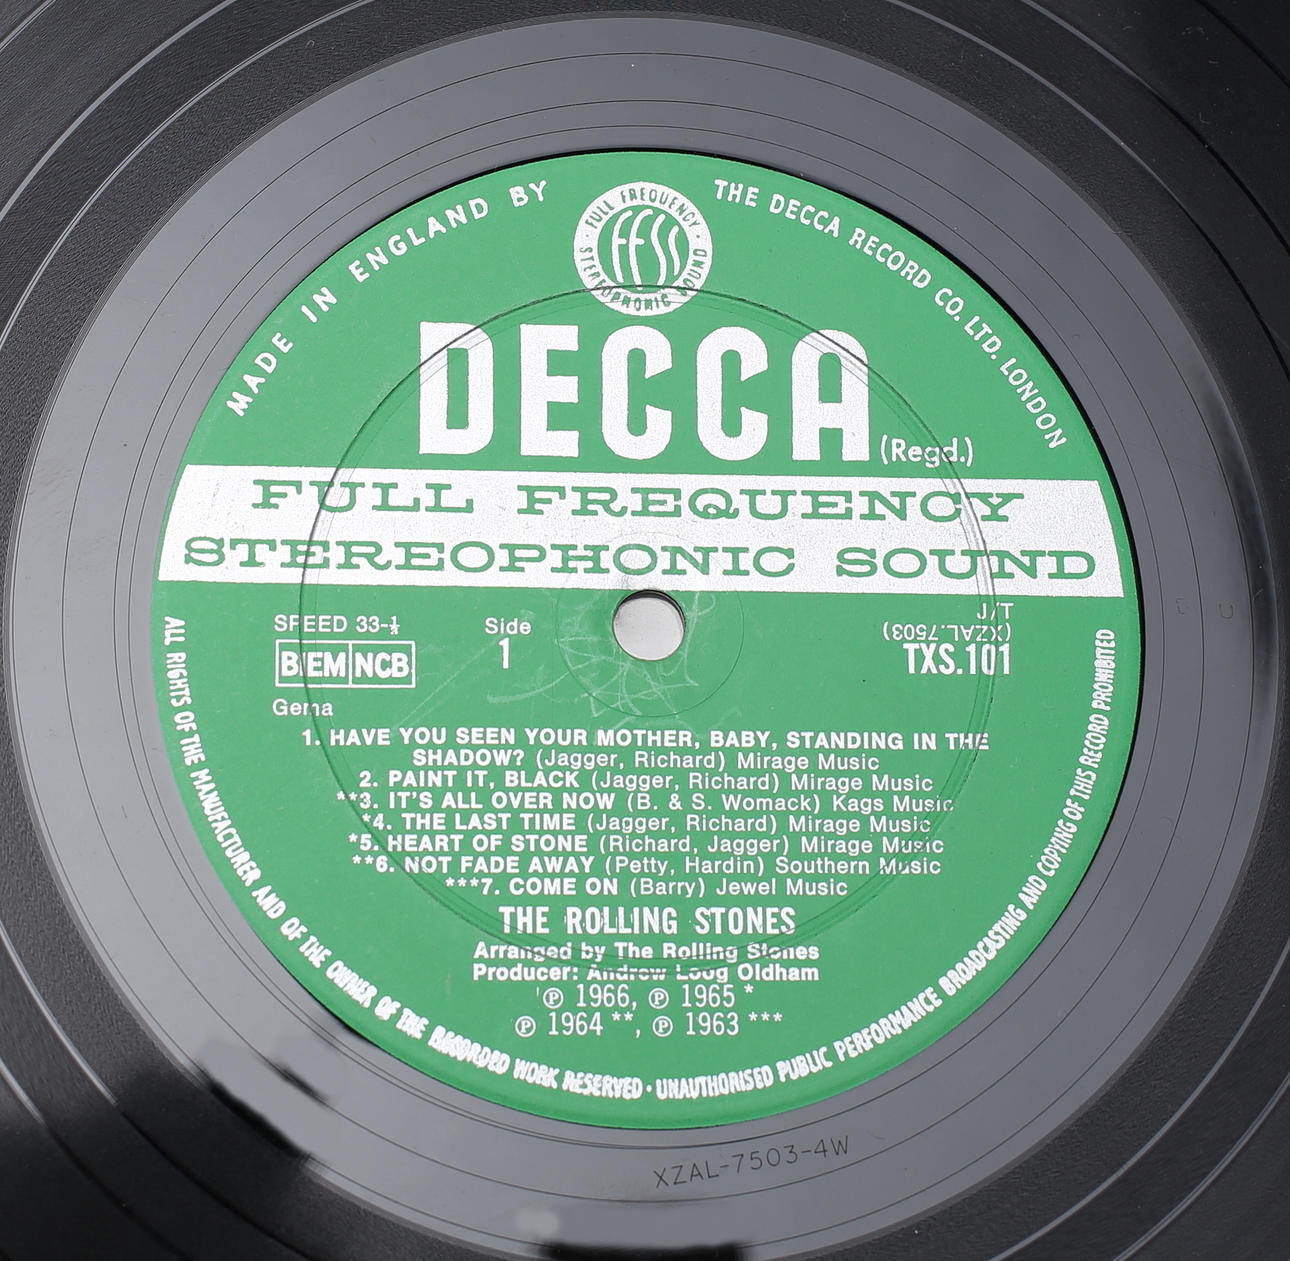 MADE IN ENGLAND BY
THE DECCA RECORD CO. LTD. LONDON
FULL FREQUENCY
FFSS
STEREOPHONIC SOUND
DECCA
(Regd.)
FULL FREQUENCY
STEREOPHONIC SOUND
SPEED 33-⅓
Side
1
J/T
(XZAL.7503)
TXS.101
BIEM NCB
Gema
1. HAVE YOU SEEN YOUR MOTHER, BABY, STANDING IN THE
SHADOW? (Jagger, Richard) Mirage Music
2. PAINT IT, BLACK (Jagger, Richard) Mirage Music
**3. IT'S ALL OVER NOW (B. & S. Womack) Kags Music
*4. THE LAST TIME (Jagger, Richard) Mirage Music
*5. HEART OF STONE (Richard, Jagger) Mirage Music
**6. NOT FADE AWAY (Petty, Hardin) Southern Music
***7. COME ON (Barry) Jewel Music
THE ROLLING STONES
Arranged by The Rolling Stones
Producer: Andrew Loog Oldham
℗ 1966, ℗ 1965 *
℗ 1964 **, ℗ 1963 ***
ALL RIGHTS OF THE MANUFACTURER AND OF THE OWNER OF THE RECORDED WORK RESERVED · UNAUTHORISED PUBLIC PERFORMANCE BROADCASTING AND COPYING OF THIS RECORD PROHIBITED
XZAL-7503-4W